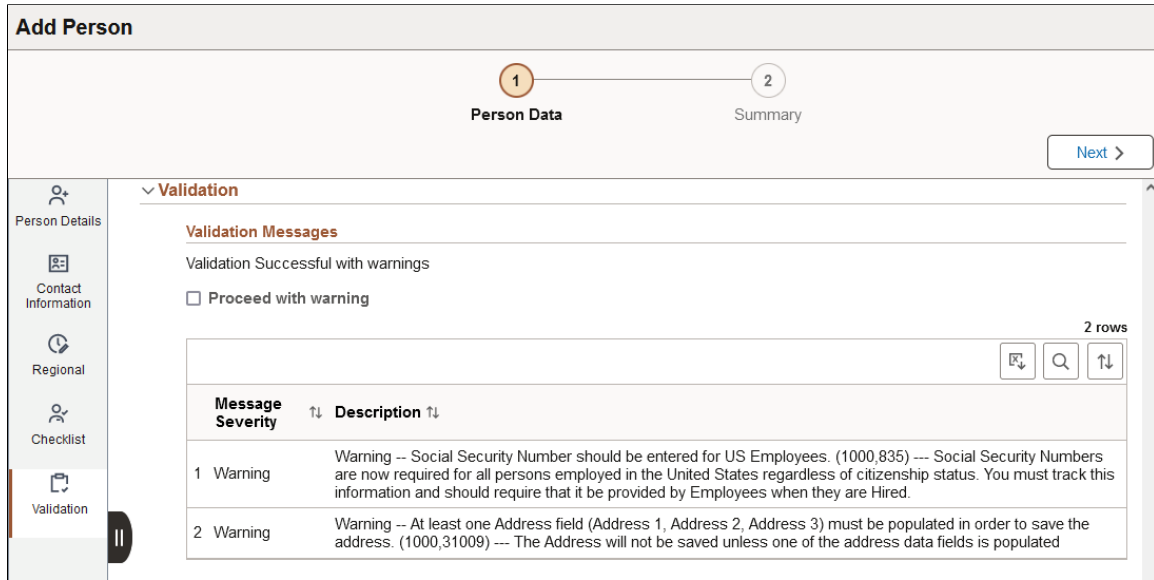 Add Person
1
2
Person Data
Summary
Next
Person Details
Contact
Information
Regional
Checklist
Validation
Validation
Validation Messages
Validation Successful with warnings
Proceed with warning
2 rows
Message
Severity
Description
1 Warning
Warning -- Social Security Number should be entered for US Employees. (1000,835) --- Social Security Numbers
are now required for all persons employed in the United States regardless of citizenship status. You must track this
information and should require that it be provided by Employees when they are Hired.
2 Warning
Warning -- At least one Address field (Address 1, Address 2, Address 3) must be populated in order to save the
address. (1000,31009) --- The Address will not be saved unless one of the address data fields is populated